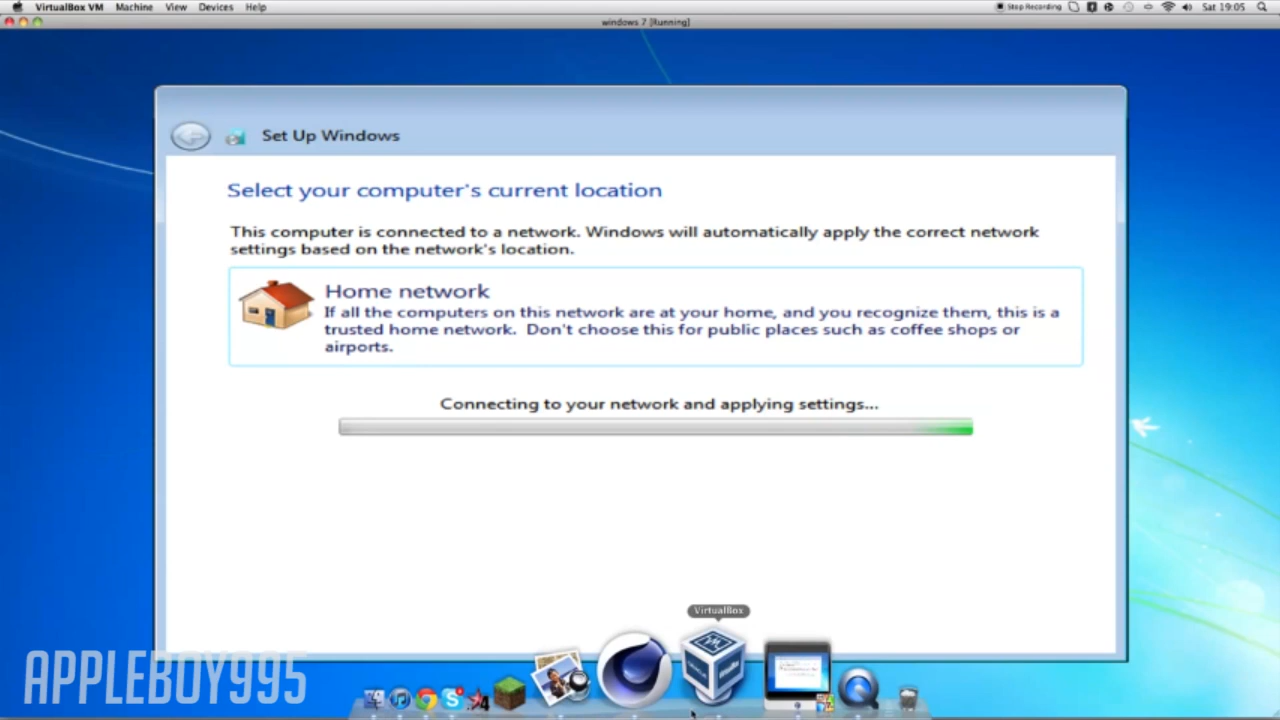 VirtualBox VM Machine View Devices Help Stop Recording Sat 19:05
windows 7 [Running]
Set Up Windows
Select your computer's current location
This computer is connected to a network. Windows will automatically apply the correct network
settings based on the network's location.
Home network
If all the computers on this network are at your home, and you recognize them, this is a
trusted home network. Don't choose this for public places such as coffee shops or
airports.
Connecting to your network and applying settings...
VirtualBox
APPLEBOY995